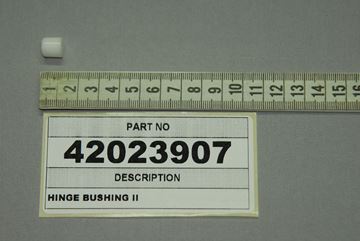 1 2 3 4 5 6 7 8 9 10 11 12 13 14 15 16
PART NO
42023907
DESCRIPTION
HINGE BUSHING II